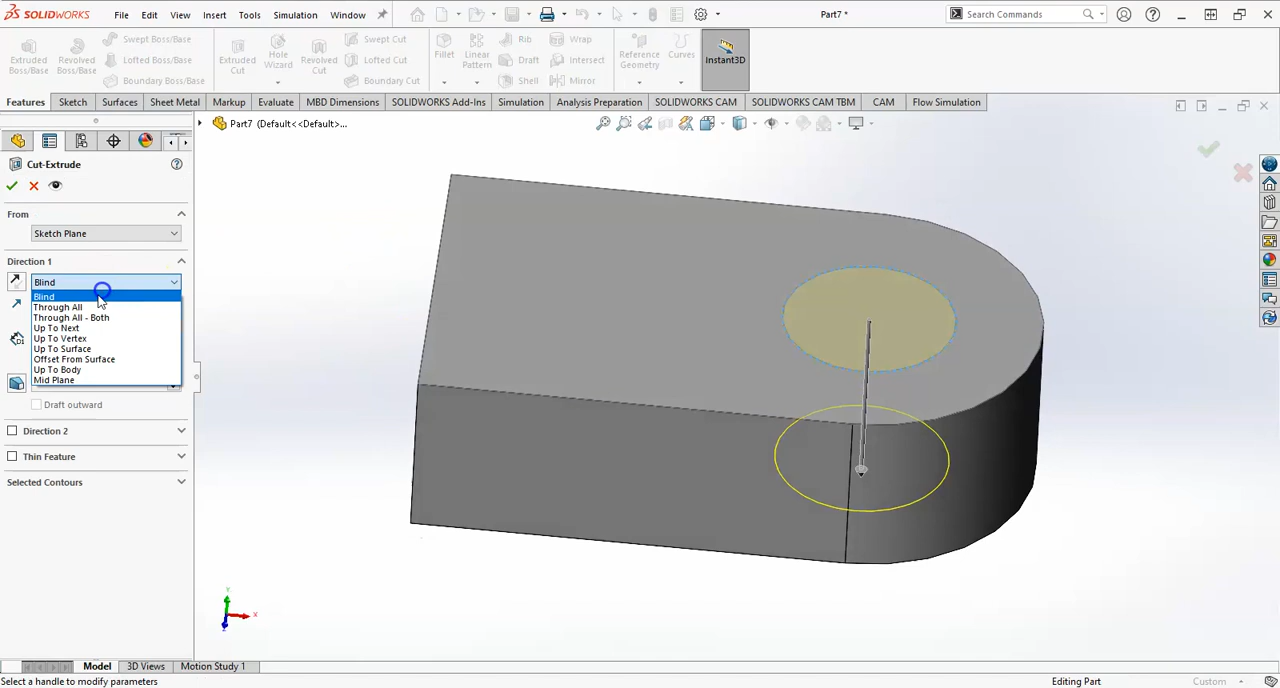 SOLIDWORKS File Edit View Insert Tools Simulation Window Part7 * Search Commands
Extruded Boss/Base Revolved Boss/Base Swept Boss/Base Lofted Boss/Base Boundary Boss/Base Extruded Cut Hole Wizard Revolved Cut Swept Cut Lofted Cut Boundary Cut Fillet Linear Pattern Rib Draft Shell Wrap Intersect Mirror Reference Geometry Curves Instant3D
Features Sketch Surfaces Sheet Metal Markup Evaluate MBD Dimensions SOLIDWORKS Add-Ins Simulation Analysis Preparation SOLIDWORKS CAM SOLIDWORKS CAM TBM CAM Flow Simulation
Part7 (Default<<Default>...
Cut-Extrude
From
Sketch Plane
Direction 1
Blind
Blind
Through All
Through All - Both
Up To Next
Up To Vertex
Up To Surface
Offset From Surface
Up To Body
Mid Plane
Draft outward
Direction 2
Thin Feature
Selected Contours
Y
X
Z
Model 3D Views Motion Study 1
Select a handle to modify parameters Editing Part Custom